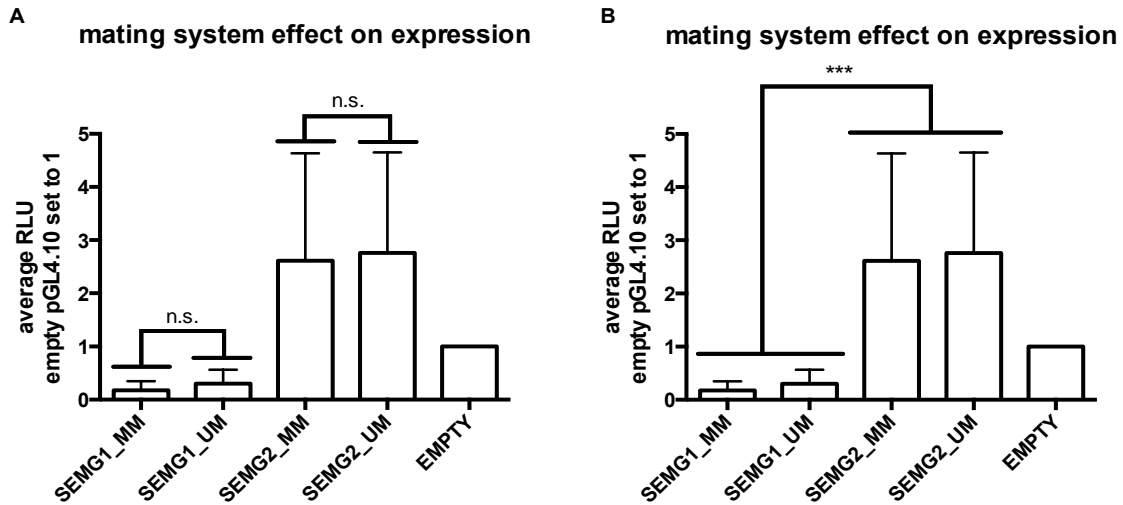 A
mating system effect on expression
n.s.
n.s.
average RLU
empty pGL4.10 set to 1
5
4
3
2
1
0
SEMG1_MM
SEMG1_UM
SEMG2_MM
SEMG2_UM
EMPTY
B
mating system effect on expression
***
average RLU
empty pGL4.10 set to 1
5
4
3
2
1
0
SEMG1_MM
SEMG1_UM
SEMG2_MM
SEMG2_UM
EMPTY